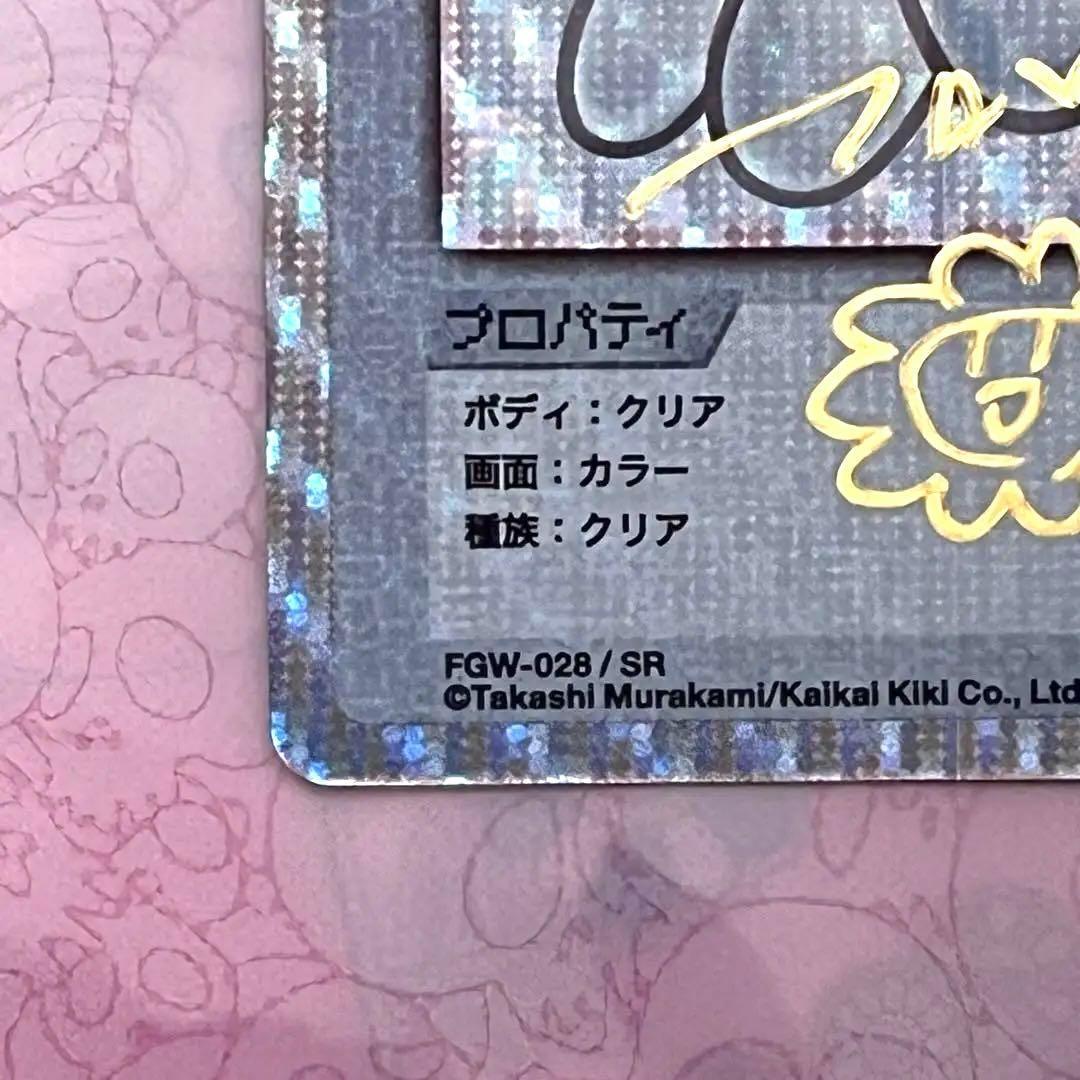 プロパティ
ボディ：クリア
画面：カラー
種族：クリア
FGW-028 / SR
©Takashi Murakami/Kaikai Kiki Co., Ltd